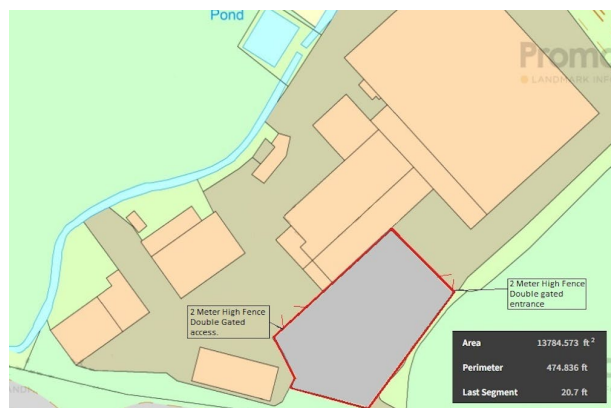 Pond
Promo
LANDMARK INF
2 Meter High Fence
Double gated
entrance
2 Meter High Fence
Double Gated
access.
Area 13784.573 ft²
Perimeter 474.836 ft
Last Segment 20.7 ft